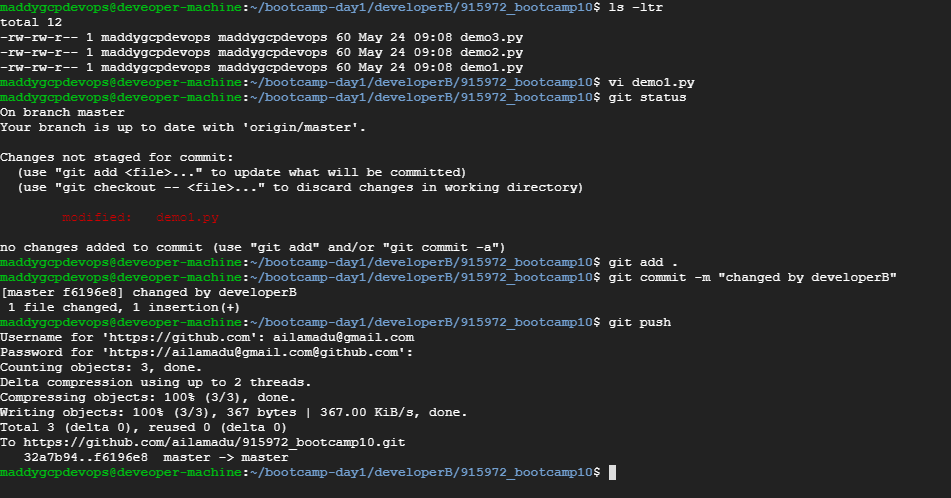 maddygcpdevops@deveoper-machine:~/bootcamp-day1/developerB/915972_bootcamp10$ ls -ltr
total 12
-rw-rw-r-- 1 maddygcpdevops maddygcpdevops 60 May 24 09:08 demo3.py
-rw-rw-r-- 1 maddygcpdevops maddygcpdevops 60 May 24 09:08 demo2.py
-rw-rw-r-- 1 maddygcpdevops maddygcpdevops 60 May 24 09:08 demo1.py
maddygcpdevops@deveoper-machine:~/bootcamp-day1/developerB/915972_bootcamp10$ vi demo1.py
maddygcpdevops@deveoper-machine:~/bootcamp-day1/developerB/915972_bootcamp10$ git status
On branch master
Your branch is up to date with 'origin/master'.
Changes not staged for commit:
  (use "git add <file>..." to update what will be committed)
  (use "git checkout -- <file>..." to discard changes in working directory)
        modified:   demo1.py
no changes added to commit (use "git add" and/or "git commit -a")
maddygcpdevops@deveoper-machine:~/bootcamp-day1/developerB/915972_bootcamp10$ git add .
maddygcpdevops@deveoper-machine:~/bootcamp-day1/developerB/915972_bootcamp10$ git commit -m "changed by developerB"
[master f6196e8] changed by developerB
 1 file changed, 1 insertion(+)
maddygcpdevops@deveoper-machine:~/bootcamp-day1/developerB/915972_bootcamp10$ git push
Username for 'https://github.com': ailamadu@gmail.com
Password for 'https://ailamadu@gmail.com@github.com':
Counting objects: 3, done.
Delta compression using up to 2 threads.
Compressing objects: 100% (3/3), done.
Writing objects: 100% (3/3), 367 bytes | 367.00 KiB/s, done.
Total 3 (delta 0), reused 0 (delta 0)
To https://github.com/ailamadu/915972_bootcamp10.git
   32a7b94..f6196e8  master -> master
maddygcpdevops@deveoper-machine:~/bootcamp-day1/developerB/915972_bootcamp10$